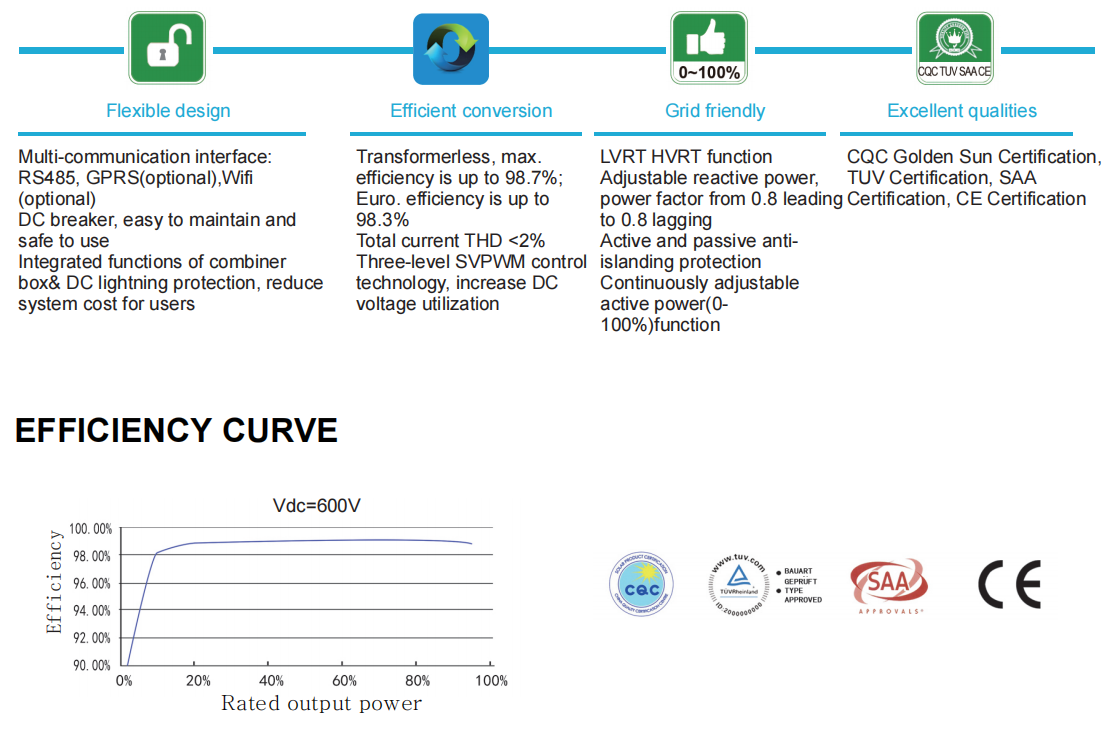 0~100%
CQC TUV SAA CE
Flexible design
Efficient conversion
Grid friendly
Excellent qualities
Multi-communication interface:
RS485, GPRS(optional),Wifi
(optional)
DC breaker, easy to maintain and
safe to use
Integrated functions of combiner
box& DC lightning protection, reduce
system cost for users
Transformerless, max.
efficiency is up to 98.7%;
Euro. efficiency is up to
98.3%
Total current THD <2%
Three-level SVPWM control
technology, increase DC
voltage utilization
LVRT HVRT function
Adjustable reactive power,
power factor from 0.8 leading
to 0.8 lagging
Active and passive anti-
islanding protection
Continuously adjustable
active power(0-
100%)function
CQC Golden Sun Certification,
TUV Certification, SAA
Certification, CE Certification
EFFICIENCY CURVE
Vdc=600V
Efficiency
100.00%
98.00%
96.00%
94.00%
92.00%
90.00%
0%
20%
40%
60%
80%
100%
Rated output power
SOLAR PRODUCT CERTIFICATION
CQC
CHINA QUALITY CERTIFICATION CENTRE
www.tuv.com
TÜVRheinland
ID:2000000000
BAUART
GEPRÜFT
TYPE
APPROVED
SAA
APPROVALS
CE